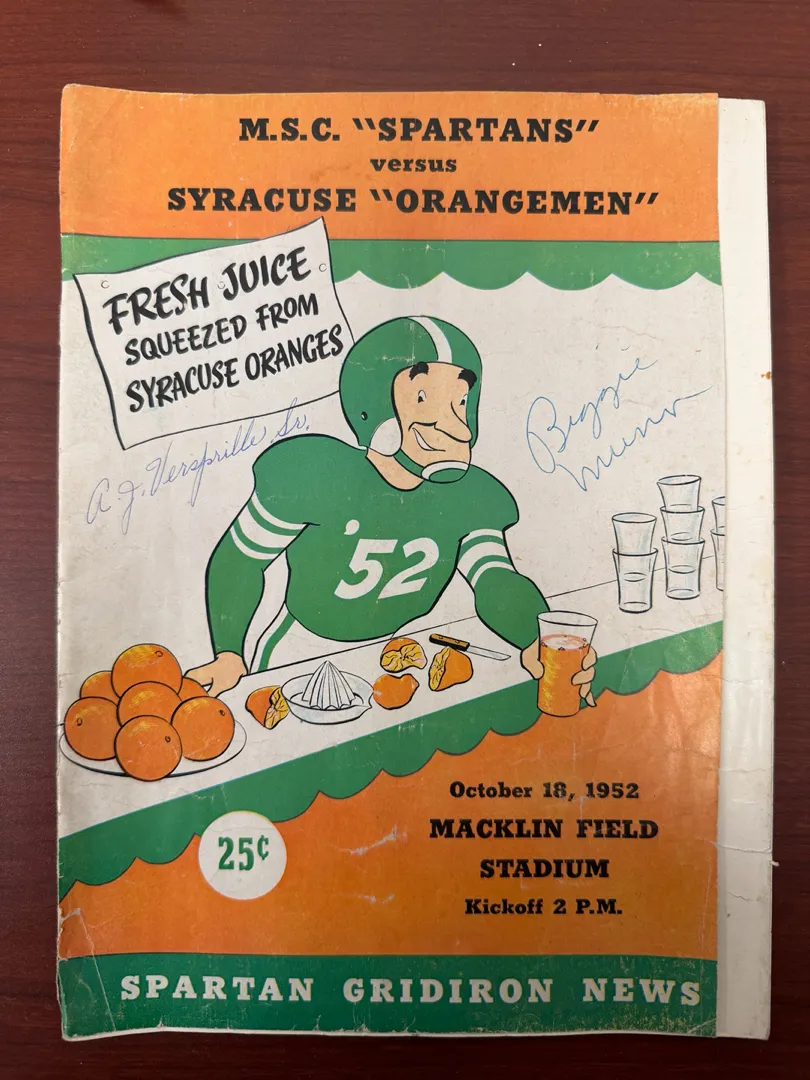 M.S.C. "SPARTANS"
versus
SYRACUSE "ORANGEMEN"
FRESH JUICE
SQUEEZED FROM
SYRACUSE ORANGES
A. J. Versprille Sr.
Biggie
Munn
'52
October 18, 1952
MACKLIN FIELD
STADIUM
Kickoff 2 P.M.
25¢
SPARTAN GRIDIRON NEWS